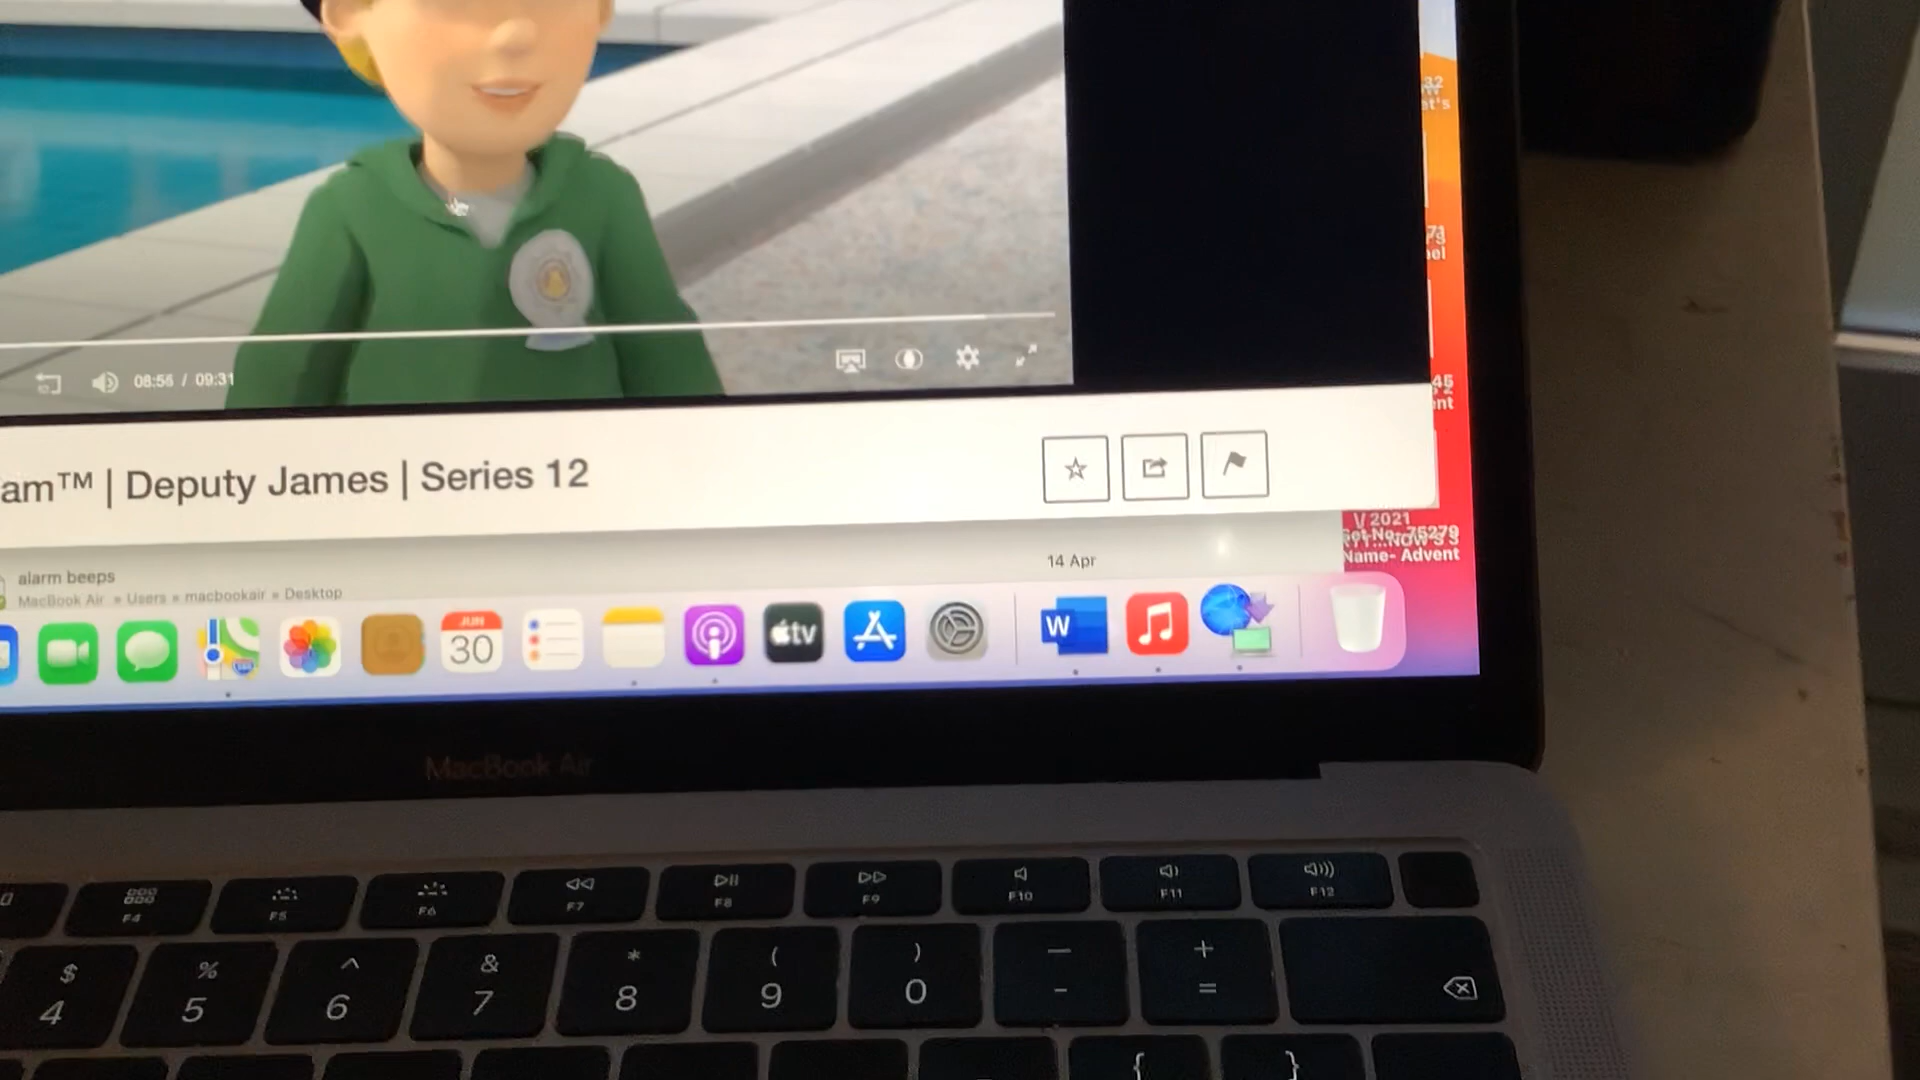 08:56 / 09:31
am™ | Deputy James | Series 12
alarm beeps
MacBook Air » Users » macbookair » Desktop
14 Apr
V 2021
Name- Advent
JUN
30
tv
W
MacBook Air
F4 F5 F6 F7 F8 F9 F10 F11 F12
$ % ^ & * ( ) — +
4 5 6 7 8 9 0 - =
{ }